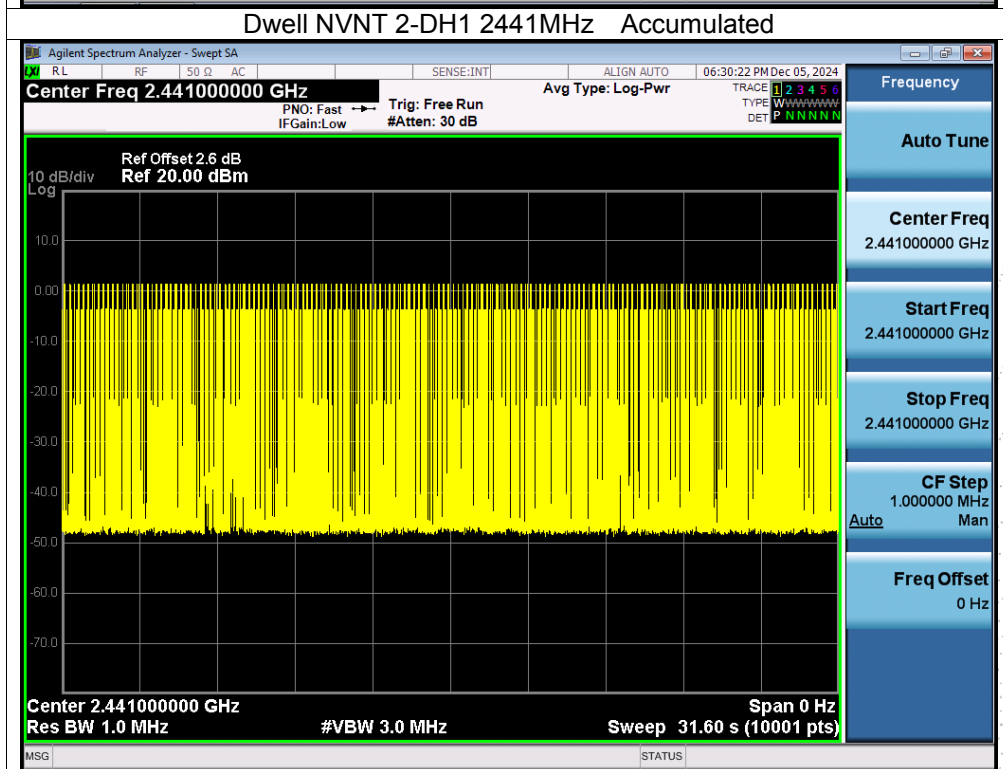 Dwell NVNT 2-DH1 2441MHz Accumulated
Agilent Spectrum Analyzer - Swept SA
LXI RL RF 50 Ω AC SENSE:INT ALIGN AUTO 06:30:22 PM Dec 05, 2024
Center Freq 2.441000000 GHz
PNO: Fast
IFGain:Low
Trig: Free Run
#Atten: 30 dB
Avg Type: Log-Pwr
TRACE 1 2 3 4 5 6
TYPE WWWWWWW
DET P N N N N N
Ref Offset 2.6 dB
10 dB/div Ref 20.00 dBm
Log
10.0
0.00
-10.0
-20.0
-30.0
-40.0
-50.0
-60.0
-70.0
Center 2.441000000 GHz Span 0 Hz
Res BW 1.0 MHz #VBW 3.0 MHz Sweep 31.60 s (10001 pts)
MSG STATUS
Frequency
Auto Tune
Center Freq
2.441000000 GHz
Start Freq
2.441000000 GHz
Stop Freq
2.441000000 GHz
CF Step
1.000000 MHz
Auto Man
Freq Offset
0 Hz